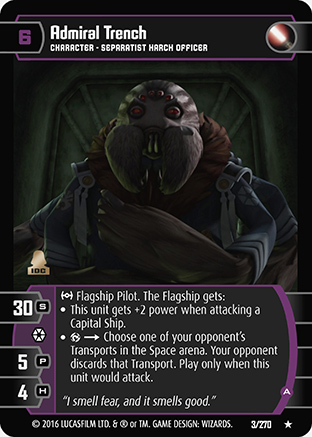 6
Admiral Trench
CHARACTER - SEPARATIST HARCH OFFICER
IDC
30 S
5 P
4 H
Flagship Pilot. The Flagship gets:
• This unit gets +2 power when attacking a
Capital Ship.
• → Choose one of your opponent's
Transports in the Space arena. Your opponent
discards that Transport. Play only when this
unit would attack.
A
"I smell fear, and it smells good."
© 2016 LUCASFILM LTD. & ® or TM. GAME DESIGN: WIZARDS. 3/270 ★